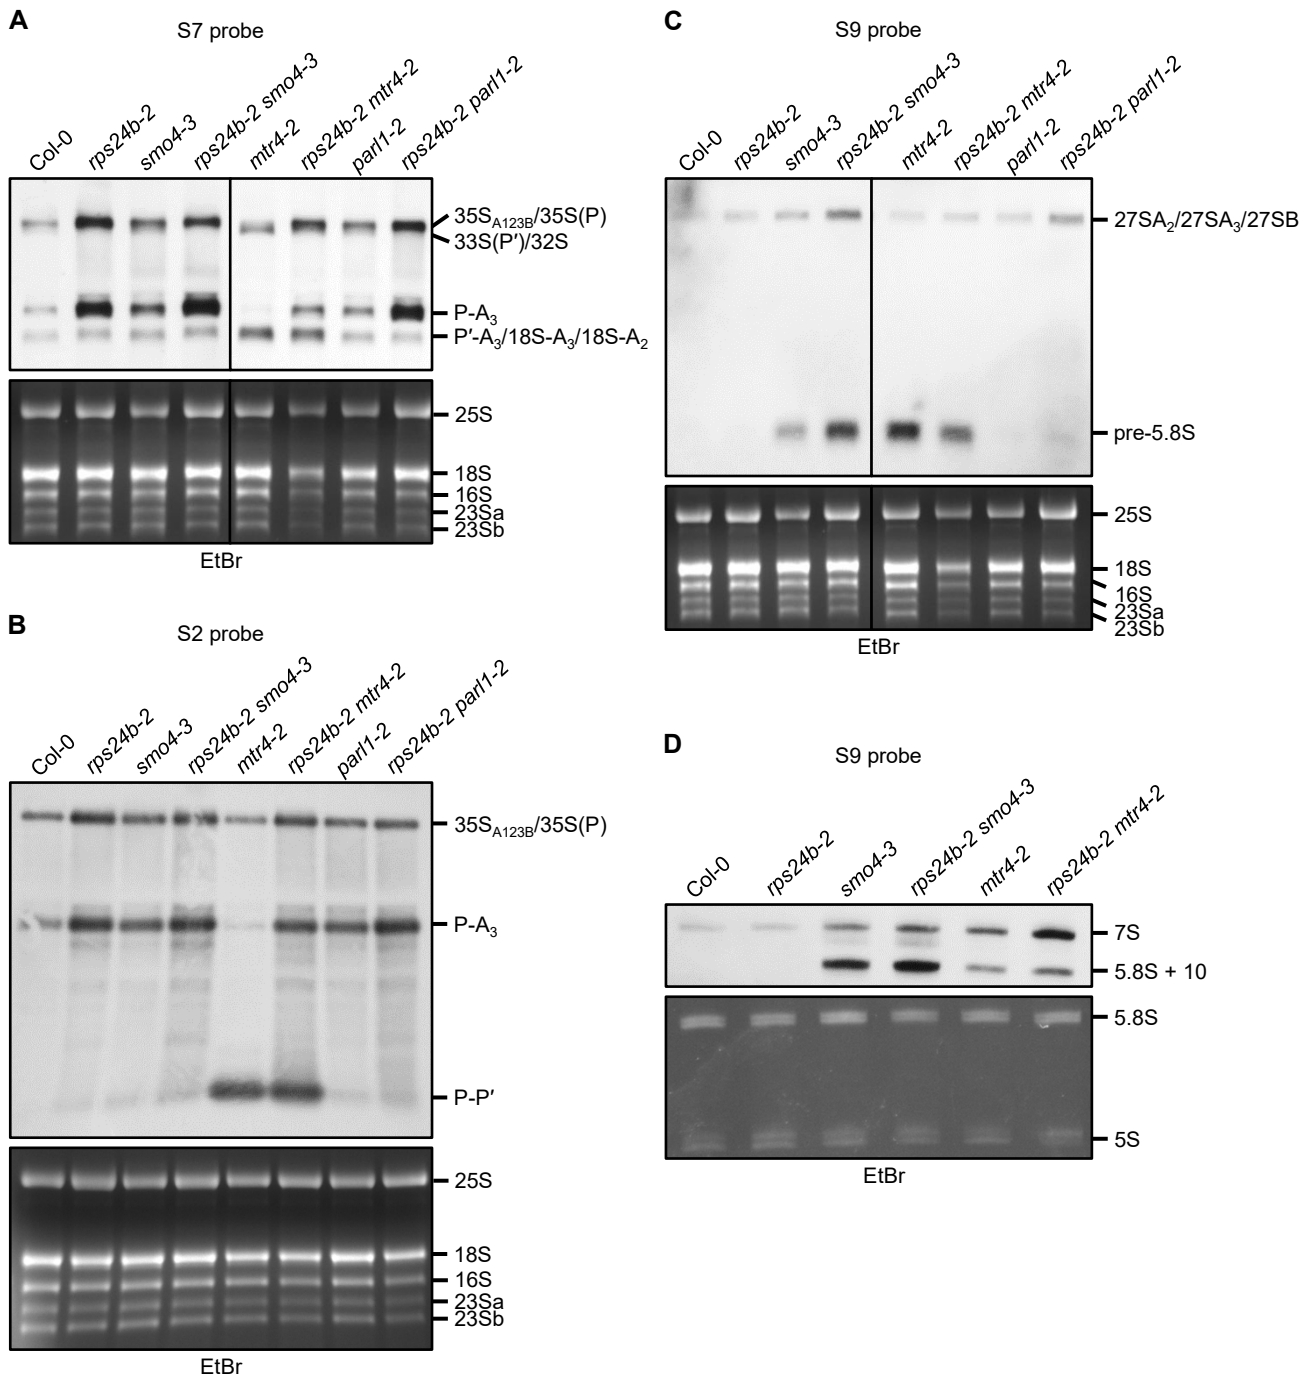 A
S7 probe
Col-0
rps24b-2
smo4-3
rps24b-2 smo4-3
mtr4-2
rps24b-2 mtr4-2
parl1-2
rps24b-2 parl1-2
35SA123B/35S(P)
33S(P′)/32S
P-A3
P′-A3/18S-A3/18S-A2
25S
18S
16S
23Sa
23Sb
EtBr
B
S2 probe
Col-0
rps24b-2
smo4-3
rps24b-2 smo4-3
mtr4-2
rps24b-2 mtr4-2
parl1-2
rps24b-2 parl1-2
35SA123B/35S(P)
P-A3
P-P′
25S
18S
16S
23Sa
23Sb
EtBr
C
S9 probe
Col-0
rps24b-2
smo4-3
rps24b-2 smo4-3
mtr4-2
rps24b-2 mtr4-2
parl1-2
rps24b-2 parl1-2
27SA2/27SA3/27SB
pre-5.8S
25S
18S
16S
23Sa
23Sb
EtBr
D
S9 probe
Col-0
rps24b-2
smo4-3
rps24b-2 smo4-3
mtr4-2
rps24b-2 mtr4-2
7S
5.8S + 10
5.8S
5S
EtBr